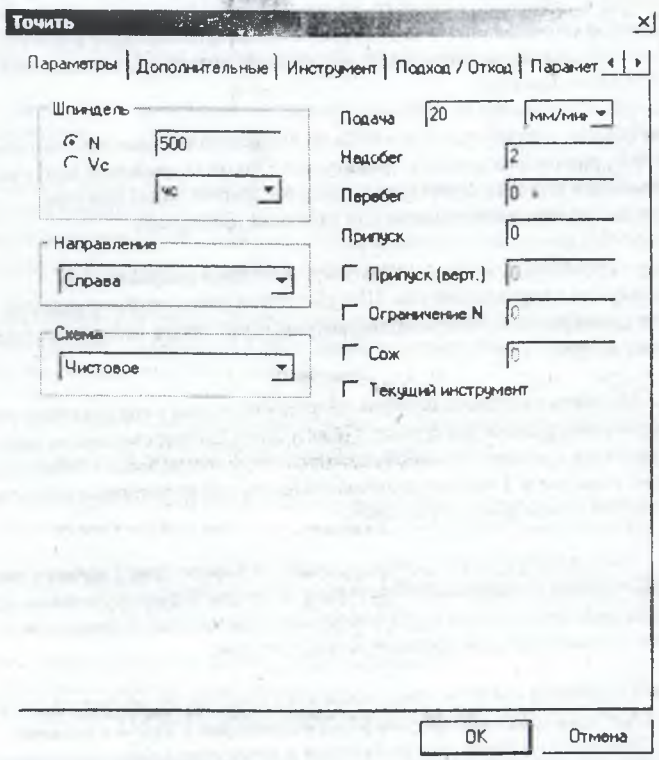 Точить
Параметры Дополнительные Инструмент Подход / Отход Парамет
Шпиндель
N 500
Vc
чс
Направление
Справа
Схема
Чистовое
Подача 20 мм/мин
Надобег 2
Перебег 0
Припуск 0
Припуск (верт.) 0
Ограничение N 0
Сож 0
Текущий инструмент
OK Отмена